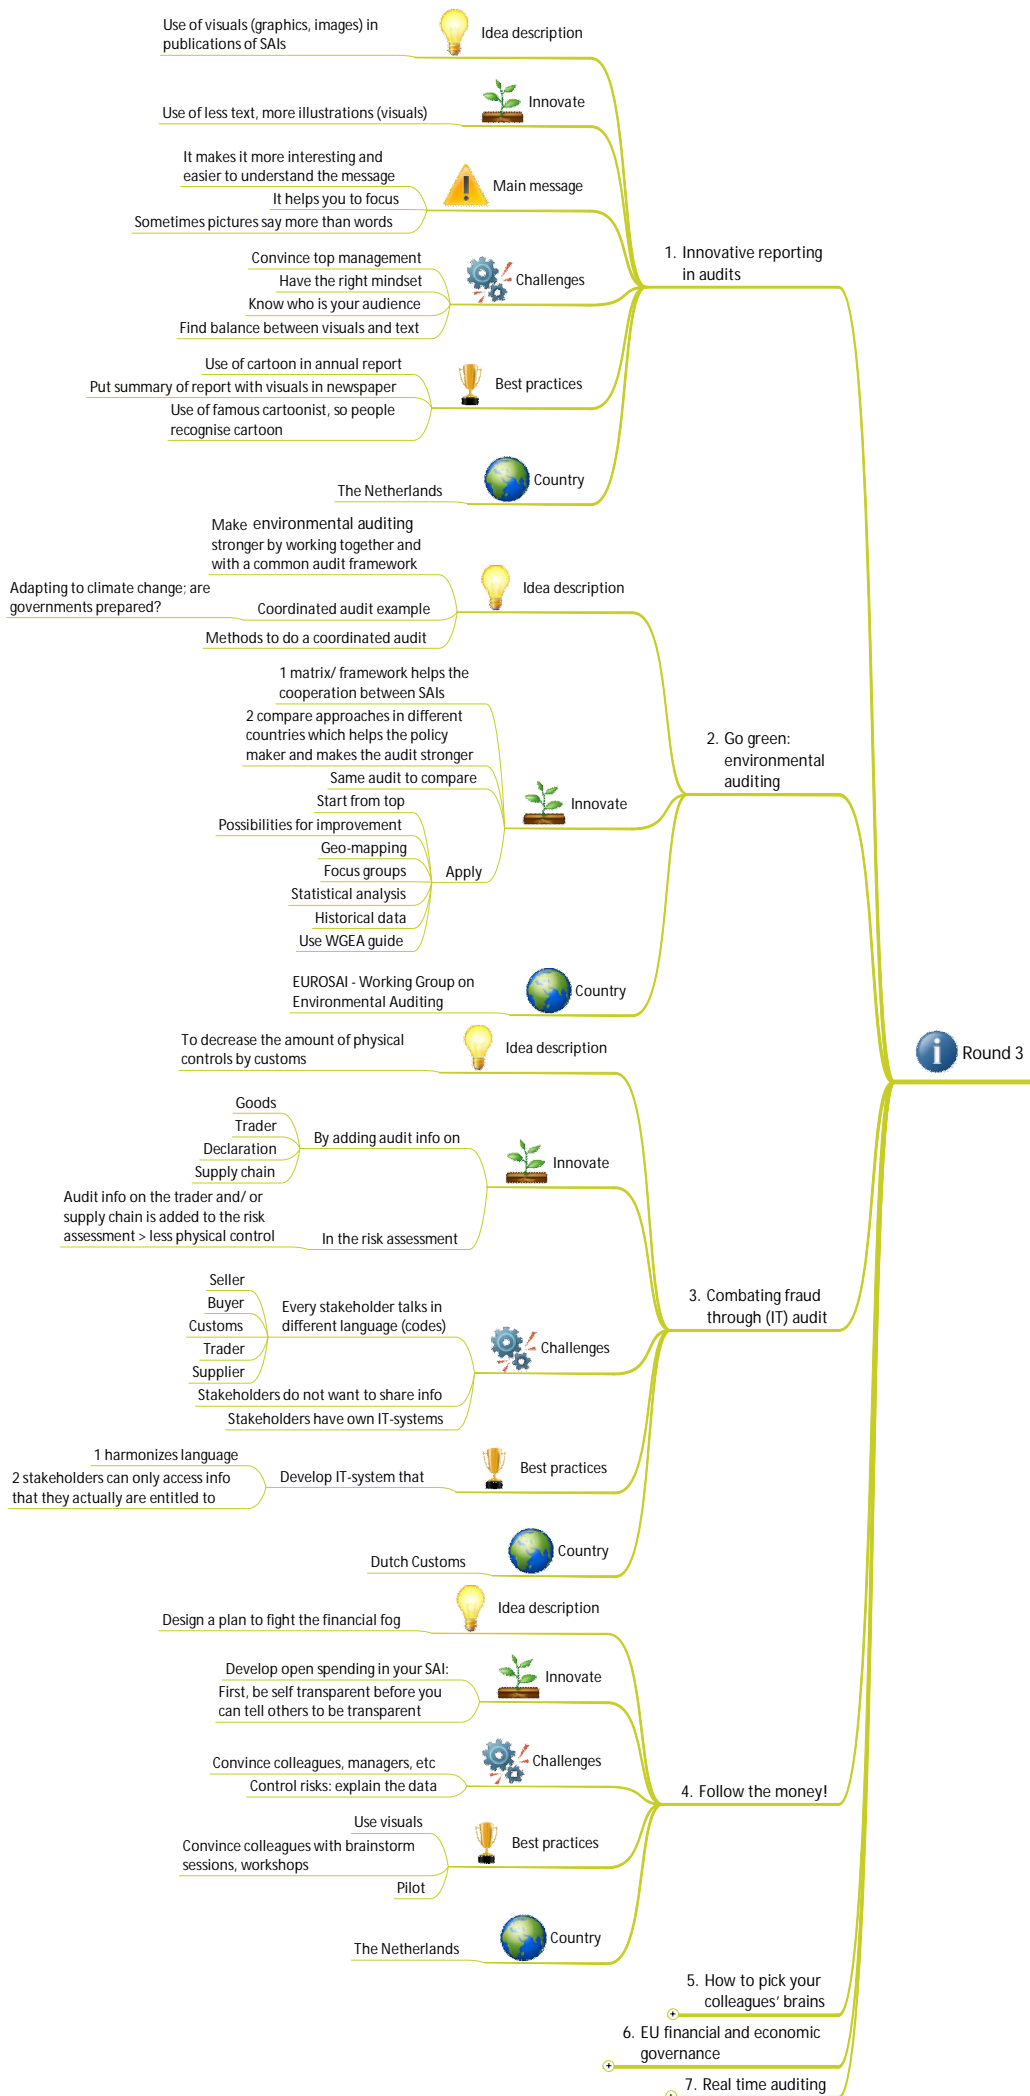 Round 3
1. Innovative reporting
in audits
Idea description
Use of visuals (graphics, images) in
publications of SAIs
Innovate
Use of less text, more illustrations (visuals)
Main message
It makes it more interesting and
easier to understand the message
It helps you to focus
Sometimes pictures say more than words
Challenges
Convince top management
Have the right mindset
Know who is your audience
Find balance between visuals and text
Best practices
Use of cartoon in annual report
Put summary of report with visuals in newspaper
Use of famous cartoonist, so people
recognise cartoon
Country
The Netherlands
2. Go green:
environmental
auditing
Idea description
Make environmental auditing
stronger by working together and
with a common audit framework
Coordinated audit example
Adapting to climate change; are
governments prepared?
Methods to do a coordinated audit
Innovate
1 matrix/ framework helps the
cooperation between SAIs
2 compare approaches in different
countries which helps the policy
maker and makes the audit stronger
Same audit to compare
Apply
Start from top
Possibilities for improvement
Geo-mapping
Focus groups
Statistical analysis
Historical data
Use WGEA guide
Country
EUROSAI - Working Group on
Environmental Auditing
3. Combating fraud
through (IT) audit
Idea description
To decrease the amount of physical
controls by customs
Innovate
By adding audit info on
Goods
Trader
Declaration
Supply chain
In the risk assessment
Audit info on the trader and/ or
supply chain is added to the risk
assessment > less physical control
Challenges
Every stakeholder talks in
different language (codes)
Seller
Buyer
Customs
Trader
Supplier
Stakeholders do not want to share info
Stakeholders have own IT-systems
Best practices
Develop IT-system that
1 harmonizes language
2 stakeholders can only access info
that they actually are entitled to
Country
Dutch Customs
4. Follow the money!
Idea description
Design a plan to fight the financial fog
Innovate
Develop open spending in your SAI:
First, be self transparent before you
can tell others to be transparent
Challenges
Convince colleagues, managers, etc
Control risks: explain the data
Best practices
Use visuals
Convince colleagues with brainstorm
sessions, workshops
Pilot
Country
The Netherlands
5. How to pick your
colleagues' brains
6. EU financial and economic
governance
7. Real time auditing